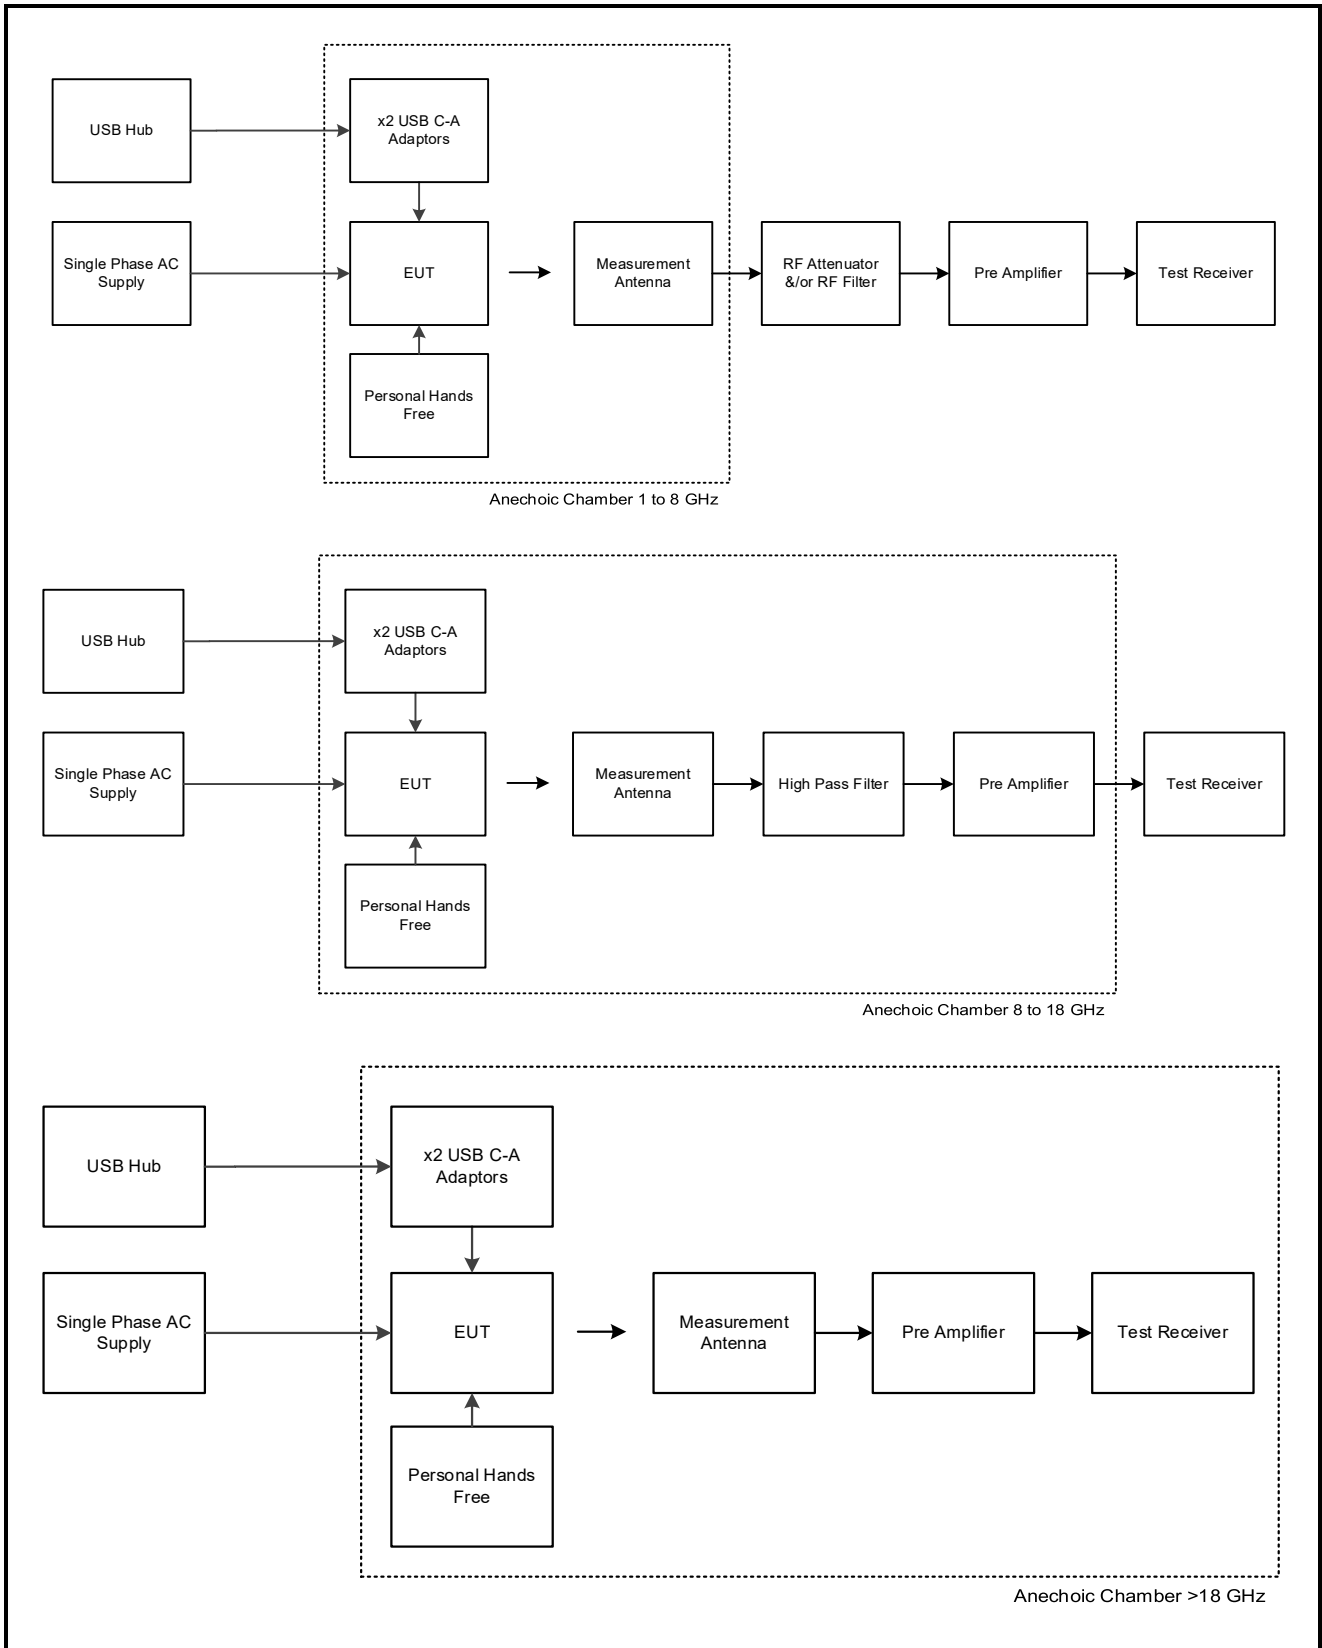 USB Hub
x2 USB C-A
Adaptors
Single Phase AC
Supply
EUT
Measurement
Antenna
RF Attenuator
&/or RF Filter
Pre Amplifier
Test Receiver
Personal Hands
Free
Anechoic Chamber 1 to 8 GHz
USB Hub
x2 USB C-A
Adaptors
Single Phase AC
Supply
EUT
Measurement
Antenna
High Pass Filter
Pre Amplifier
Test Receiver
Personal Hands
Free
Anechoic Chamber 8 to 18 GHz
USB Hub
x2 USB C-A
Adaptors
Single Phase AC
Supply
EUT
Measurement
Antenna
Pre Amplifier
Test Receiver
Personal Hands
Free
Anechoic Chamber >18 GHz